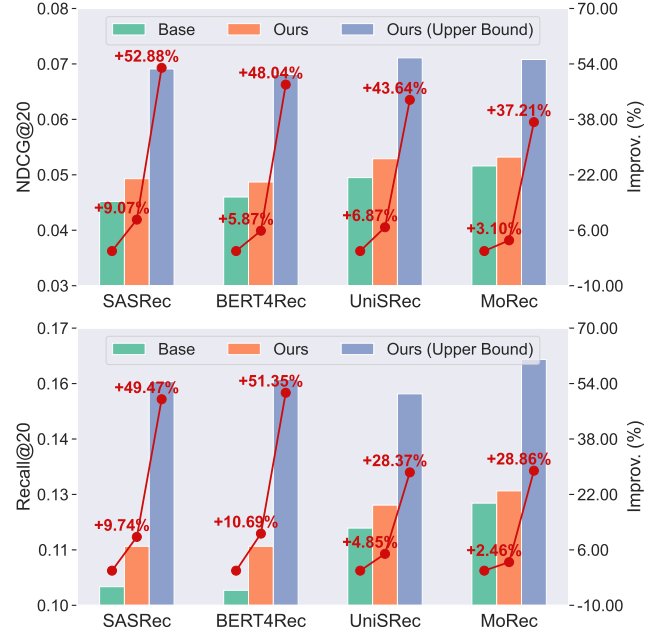 0.08 70.00
Base Ours Ours (Upper Bound)
+52.88%
0.07 +48.04% 54.00
+43.64%
NDCG@20 0.06 +37.21% 38.00 Improv. (%)
0.05 22.00
+9.07% +5.87% +6.87% +3.10%
0.04 6.00
0.03 -10.00
SASRec BERT4Rec UniSRec MoRec
0.17 70.00
Base Ours Ours (Upper Bound)
+49.47% +51.35%
0.16 54.00
0.14 38.00
Recall@20 +28.37% +28.86% Improv. (%)
0.13 22.00
+9.74% +10.69% +4.85% +2.46%
0.11 6.00
0.10 -10.00
SASRec BERT4Rec UniSRec MoRec